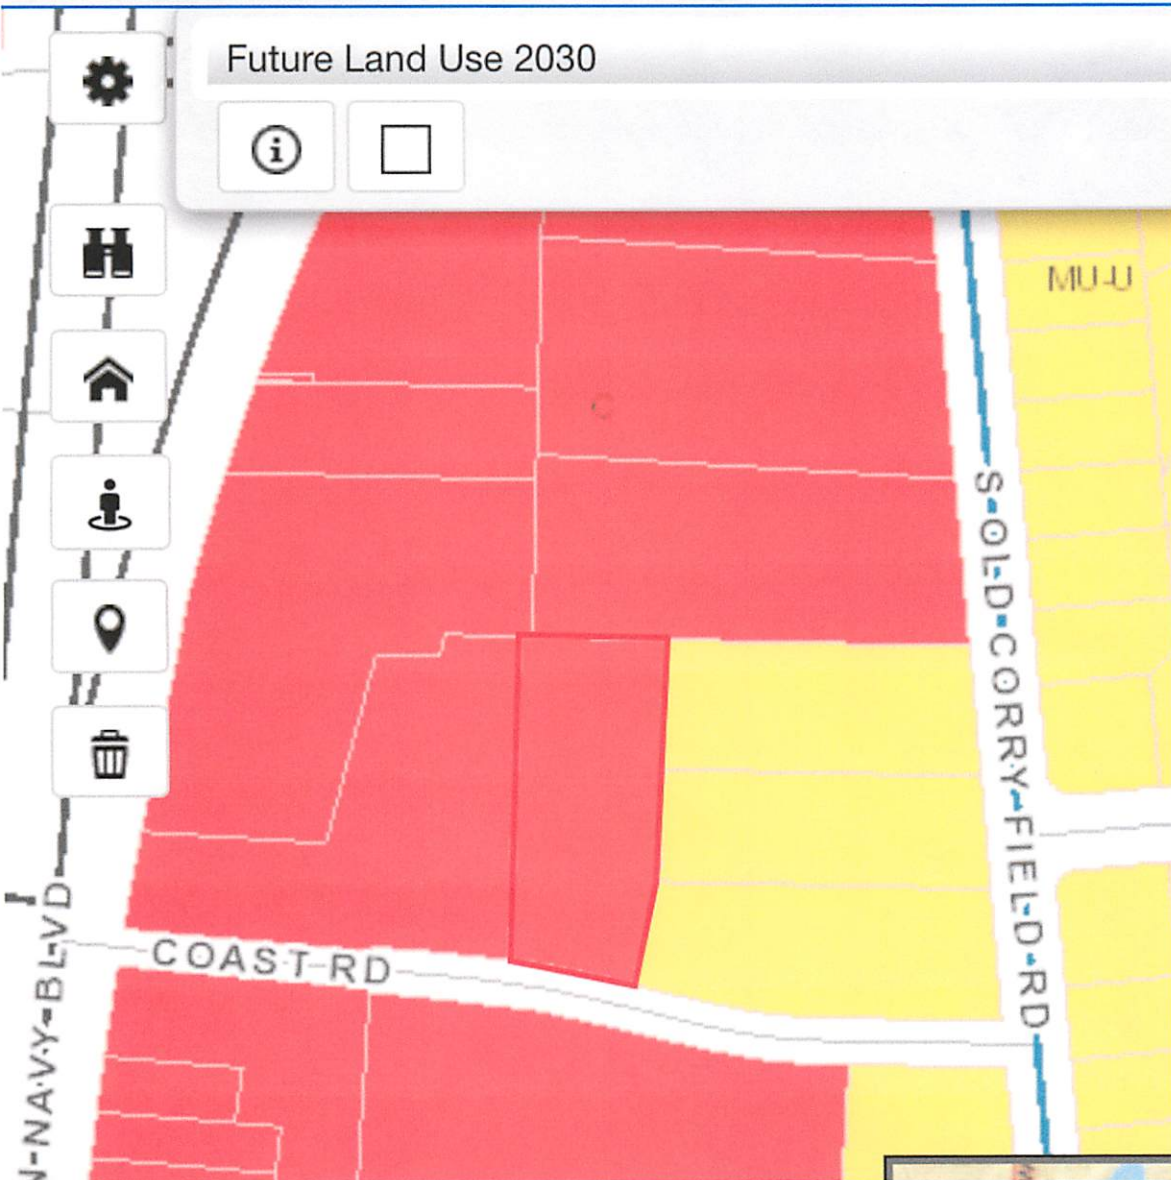 Future Land Use 2030
MU-U
C
S-OLD-CORRY-FIELD-RD
COAST-RD
N-NAVY-BLVD